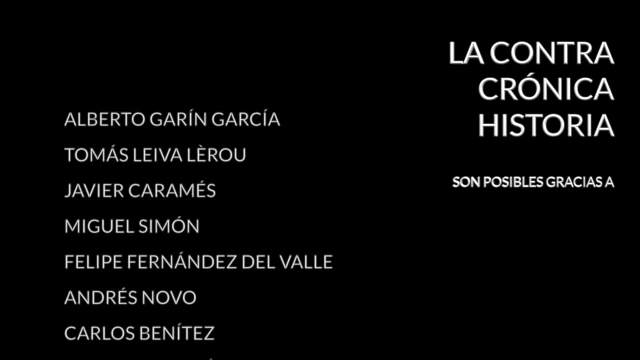 LA CONTRA
CRÓNICA
HISTORIA
SON POSIBLES GRACIAS A
ALBERTO GARÍN GARCÍA
TOMÁS LEIVA LÈROU
JAVIER CARAMÉS
MIGUEL SIMÓN
FELIPE FERNÁNDEZ DEL VALLE
ANDRÉS NOVO
CARLOS BENÍTEZ